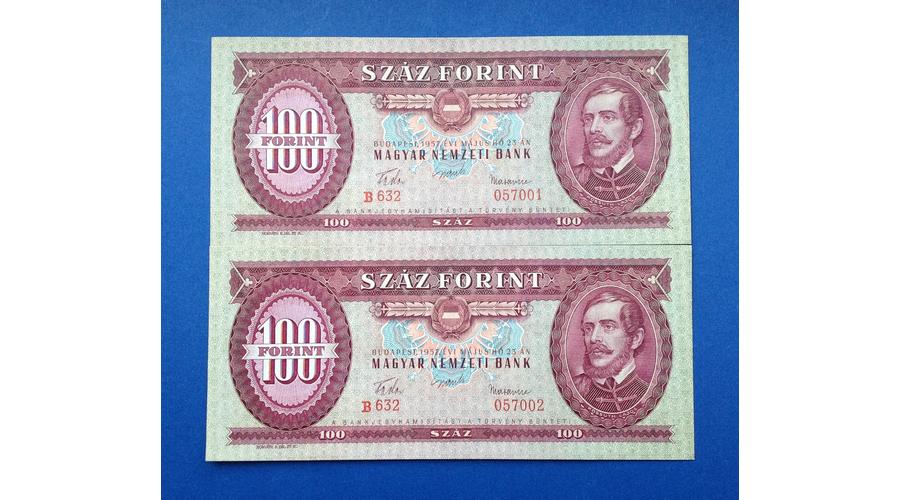 SZÁZ FORINT
100
FORINT
BUDAPEST, 1957. ÉVI MÁJUS HÓ 23-ÁN
MAGYAR NEMZETI BANK
B 632 057001
A BANKJEGYHAMISÍTÁST A TÖRVÉNY BÜNTETI
100 SZÁZ 100
SZÁZ FORINT
100
FORINT
BUDAPEST, 1957. ÉVI MÁJUS HÓ 23-ÁN
MAGYAR NEMZETI BANK
B 632 057002
A BANKJEGYHAMISÍTÁST A TÖRVÉNY BÜNTETI
100 SZÁZ 100